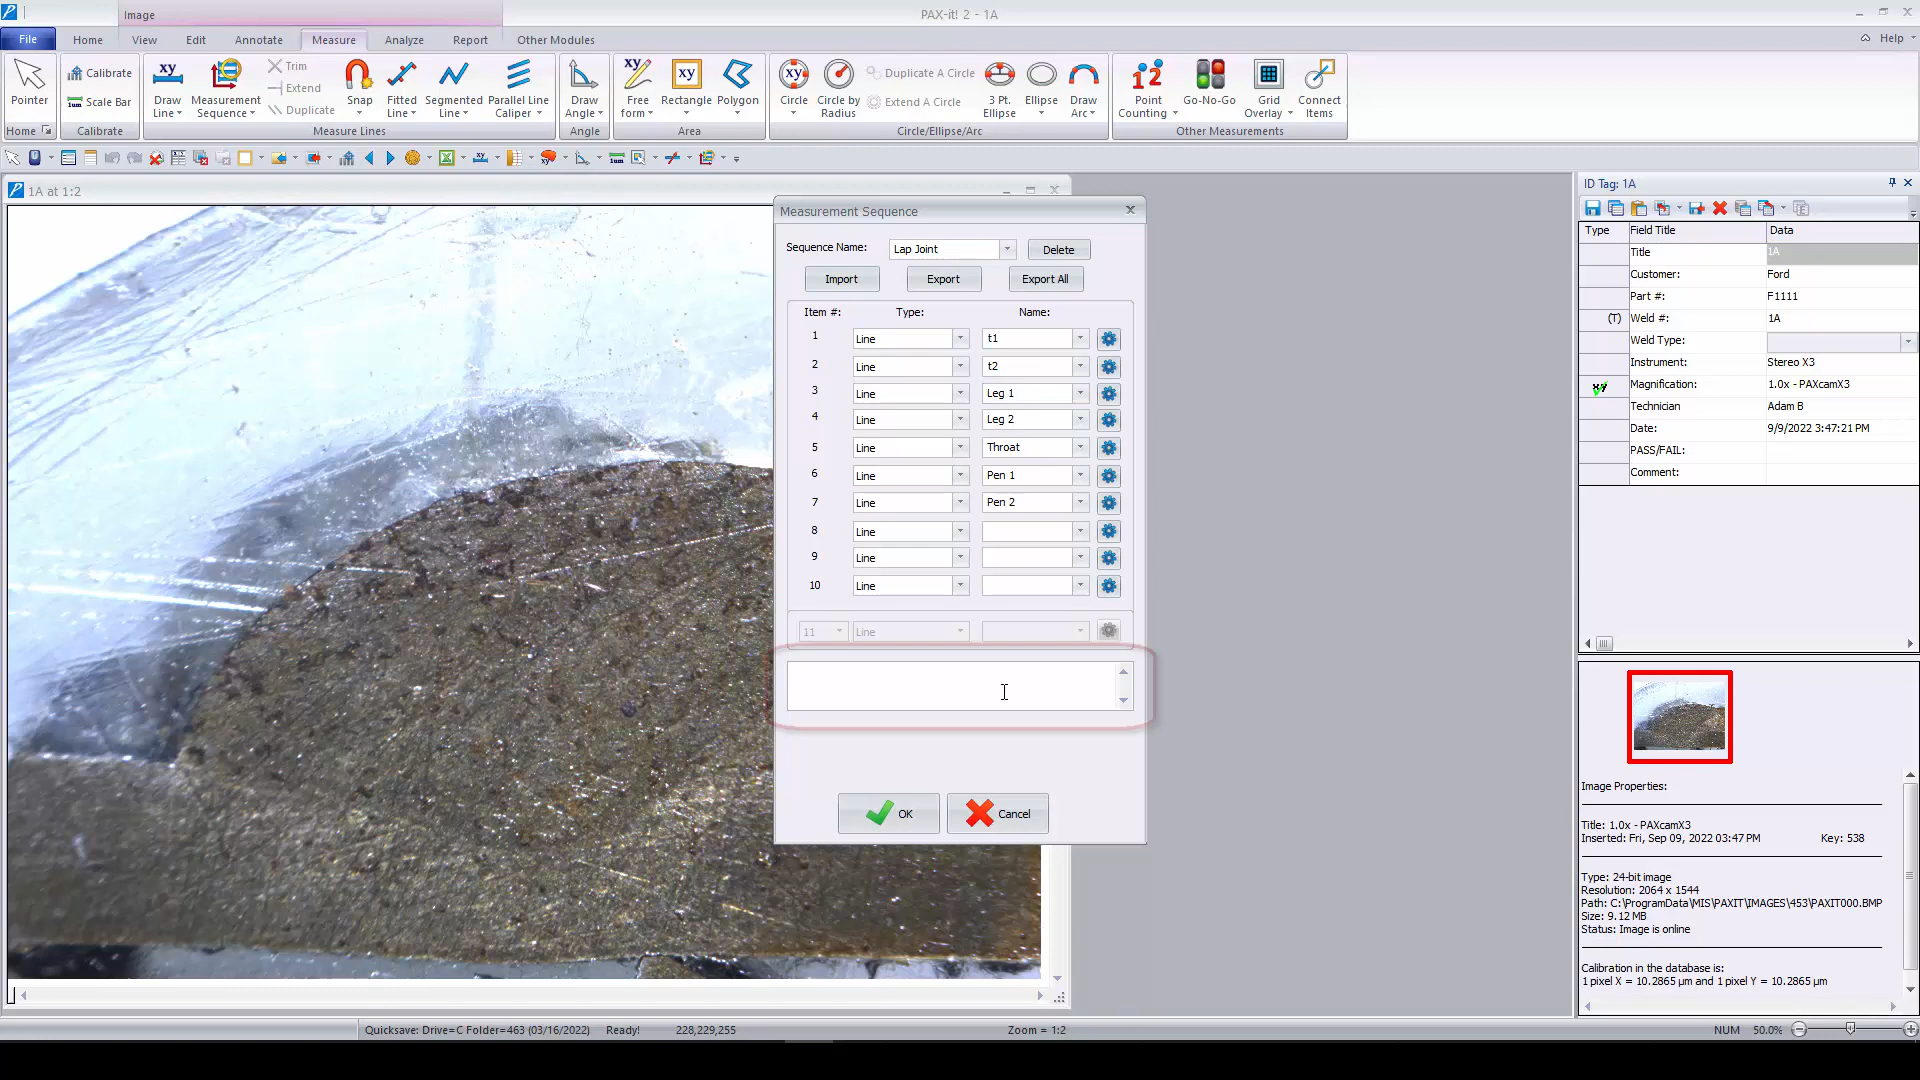 Image
PAX-it! 2 - 1A
File Home View Edit Annotate Measure Analyze Report Other Modules Help
Pointer
Calibrate
Scale Bar
Draw Line
Measurement Sequence
Trim
Extend
Duplicate
Snap
Fitted Line
Segmented Line
Parallel Line Caliper
Draw Angle
xy
Free form
xy
Rectangle
Polygon
Circle
Circle by Radius
Duplicate A Circle
Extend A Circle
3 Pt. Ellipse
Ellipse
Draw Arc
Point Counting
Go-No-Go
Grid Overlay
Connect Items
Home Calibrate Measure Lines Angle Area Circle/Ellipse/Arc Other Measurements
1A at 1:2
Measurement Sequence
Sequence Name: Lap Joint Delete
Import Export Export All
Item #: Type: Name:
1 Line t1
2 Line t2
3 Line Leg 1
4 Line Leg 2
5 Line Throat
6 Line Pen 1
7 Line Pen 2
8 Line
9 Line
10 Line
11 Line
OK Cancel
ID Tag: 1A
Type Field Title Data
Title 1A
Customer: Ford
Part #: F1111
(T) Weld #: 1A
Weld Type:
Instrument: Stereo X3
Magnification: 1.0x - PAXcamX3
Technician Adam B
Date: 9/9/2022 3:47:21 PM
PASS/FAIL:
Comment:
Image Properties:
Title: 1.0x - PAXcamX3
Inserted: Fri, Sep 09, 2022 03:47 PM Key: 538
Type: 24-bit image
Resolution: 2064 x 1544
Path: C:\ProgramData\MIS\PAXIT\IMAGES\453\PAXIT000.BMP
Size: 9.12 MB
Status: Image is online
Calibration in the database is:
1 pixel X = 10.2865 µm and 1 pixel Y = 10.2865 µm
Quicksave: Drive=C Folder=463 (03/16/2022) Ready! 228,229,255 Zoom = 1:2 NUM 50.0%